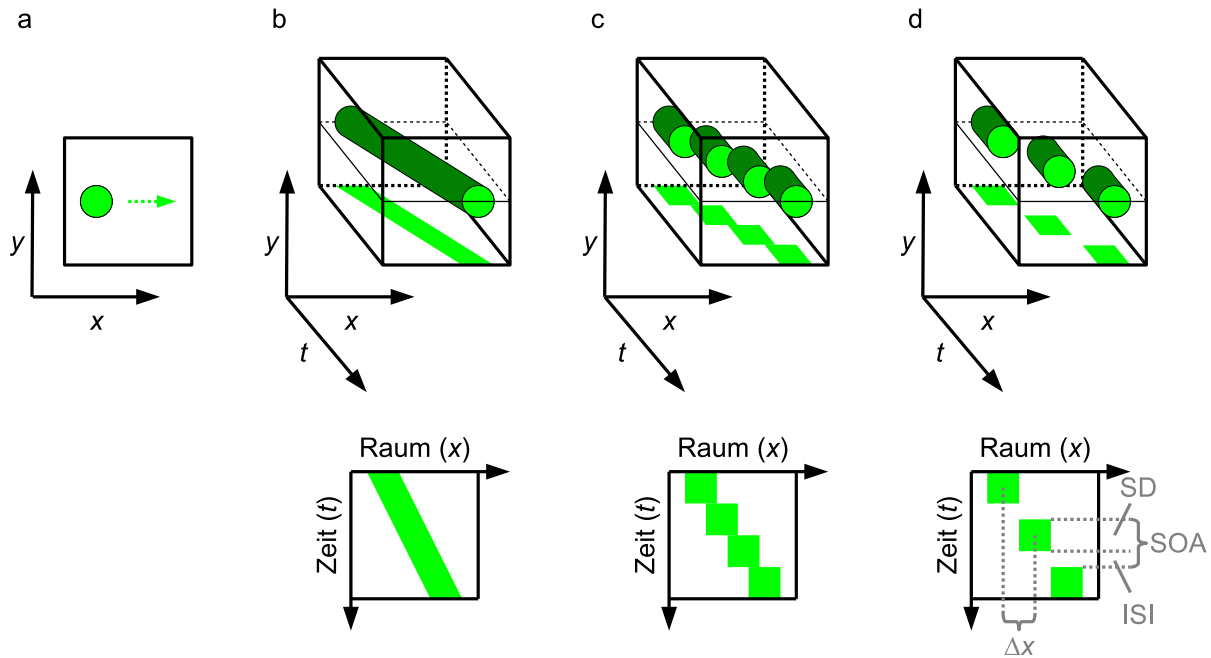 a
b
c
d
y
x
y
x
t
y
x
t
y
x
t
Raum (x)
Zeit (t)
Raum (x)
Zeit (t)
Raum (x)
Zeit (t)
SD
SOA
ISI
Δx